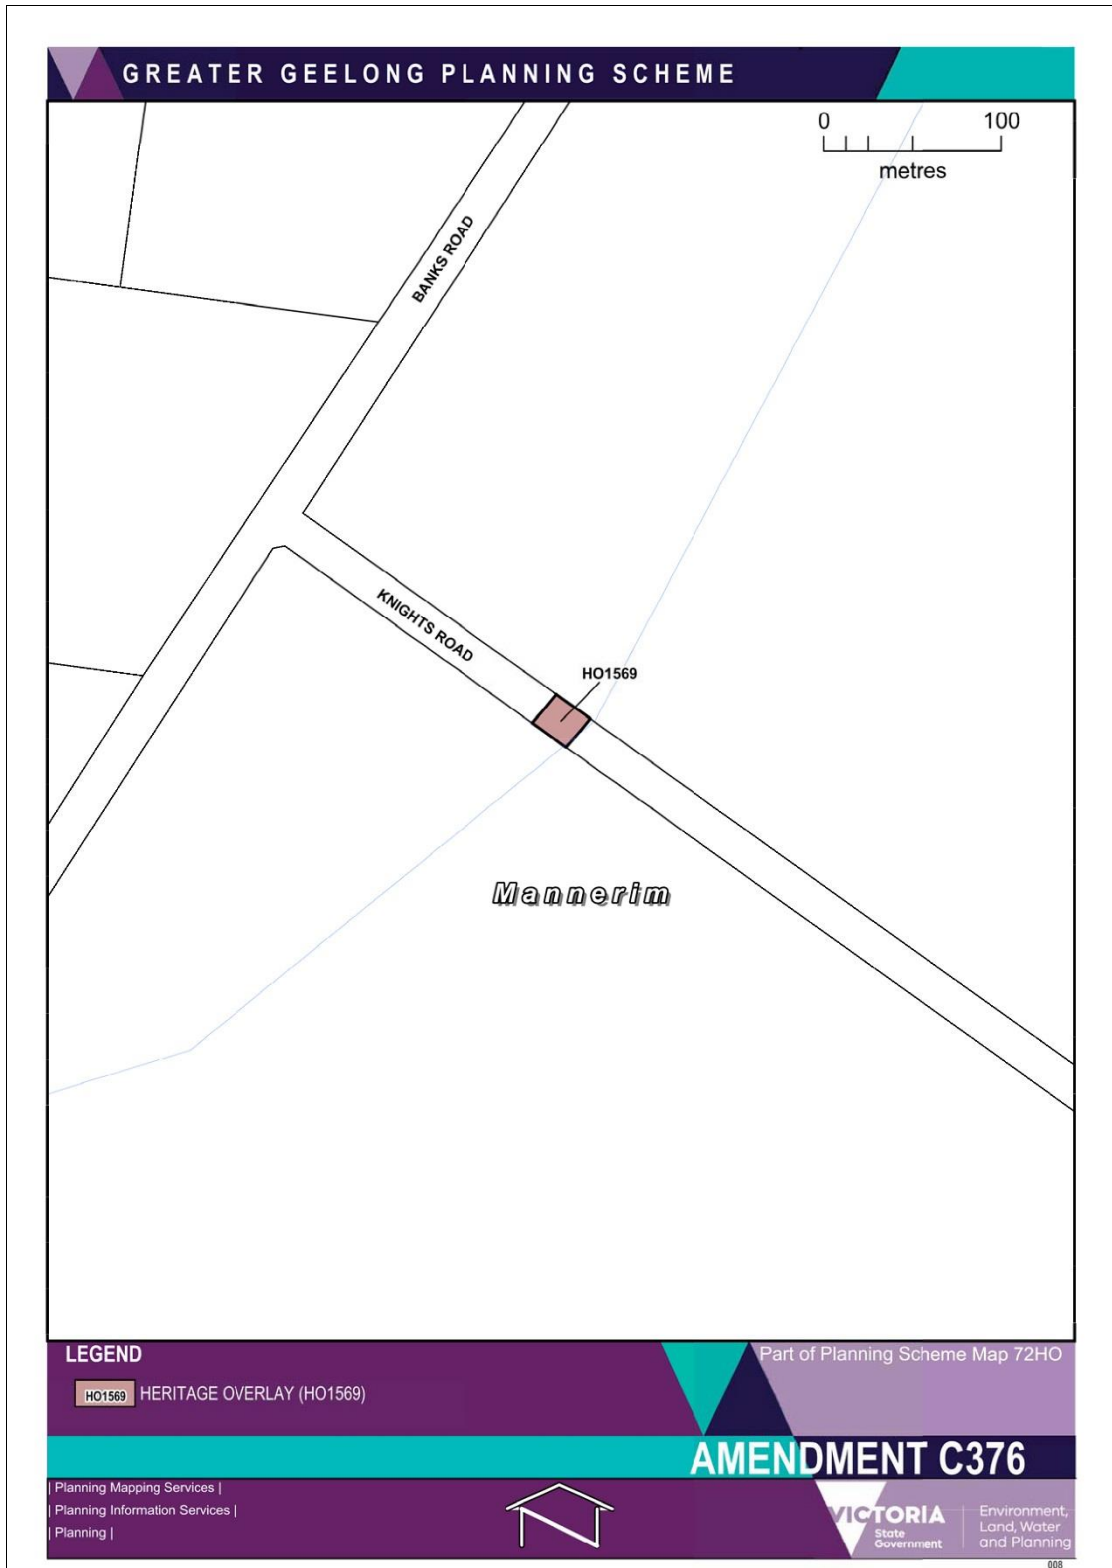 GREATER GEELONG PLANNING SCHEME
0 100
metres
BANKS ROAD
KNIGHTS ROAD
HO1569
Mannerim
LEGEND
Part of Planning Scheme Map 72HO
HO1569 HERITAGE OVERLAY (HO1569)
AMENDMENT C376
| Planning Mapping Services |
| Planning Information Services |
| Planning |
VICTORIA
State
Government
Environment,
Land, Water
and Planning
008